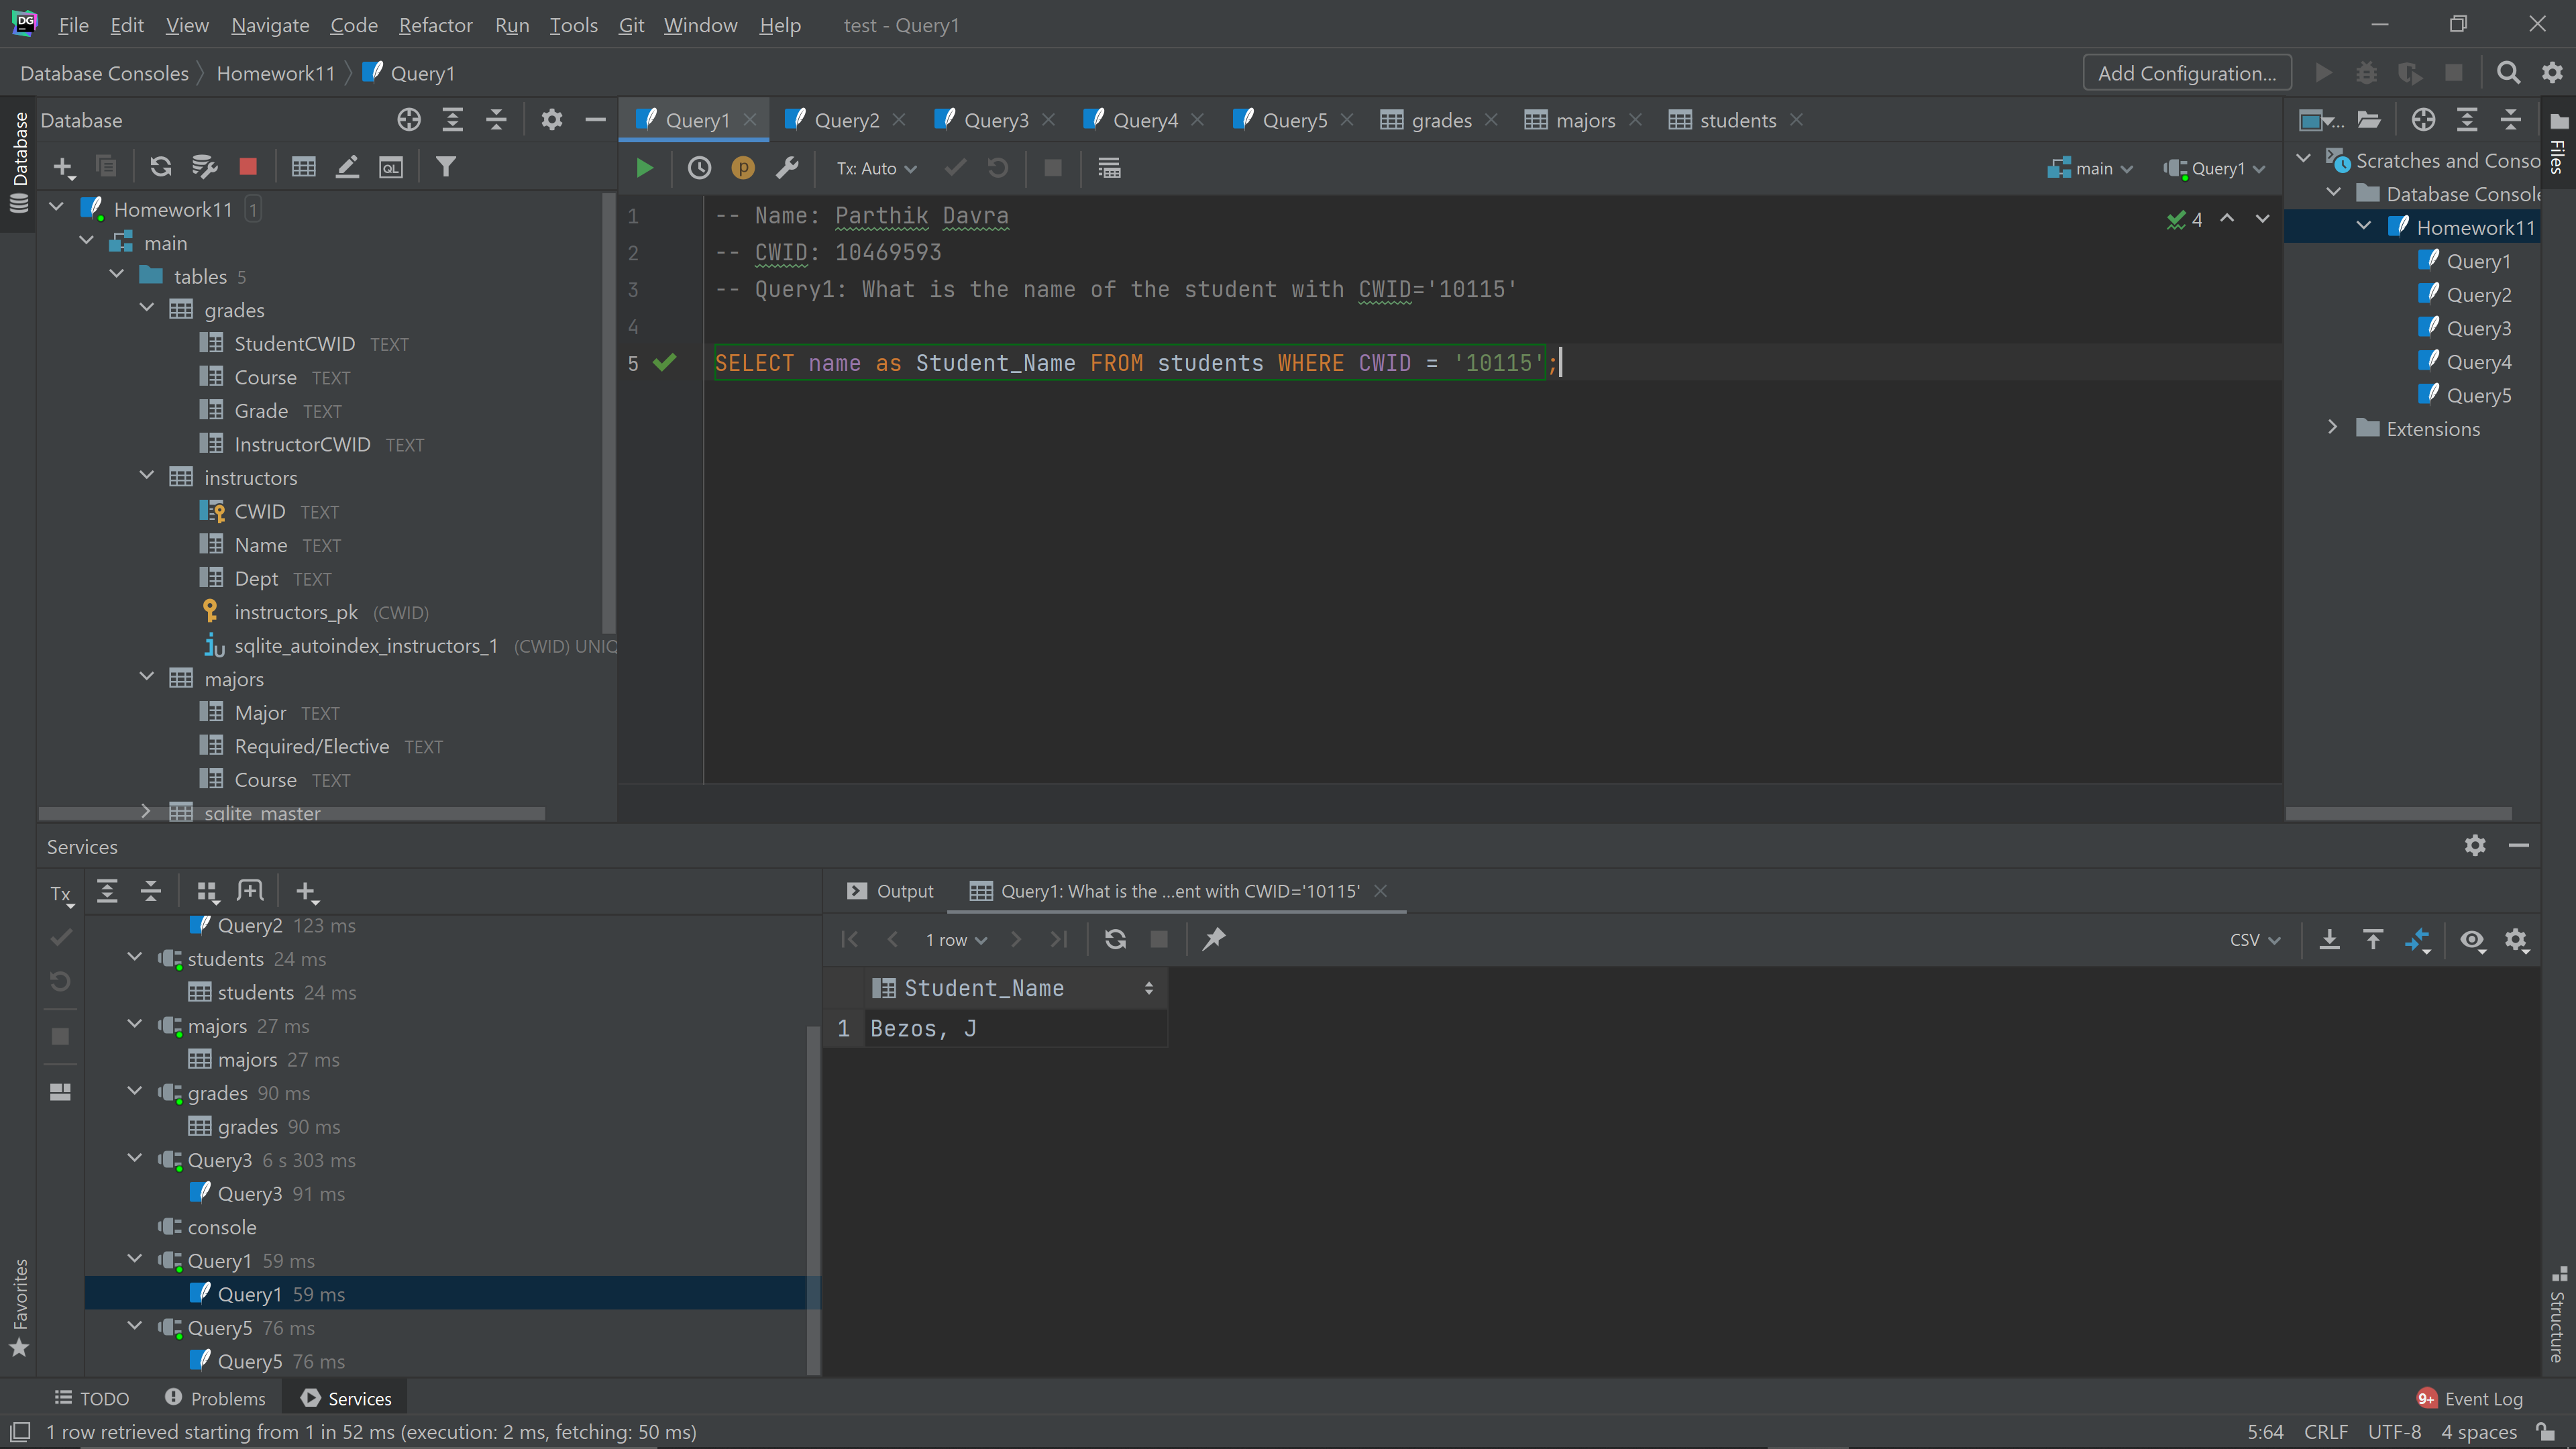 DG File Edit View Navigate Code Refactor Run Tools Git Window Help test - Query1
Database Consoles Homework11 Query1 Add Configuration...
Database
Database
Query1 Query2 Query3 Query4 Query5 grades majors students
Tx: Auto main Query1
QL
Homework11 1
main
tables 5
grades
StudentCWID TEXT
Course TEXT
Grade TEXT
InstructorCWID TEXT
instructors
CWID TEXT
Name TEXT
Dept TEXT
instructors_pk (CWID)
sqlite_autoindex_instructors_1 (CWID) UNIQ
majors
Major TEXT
Required/Elective TEXT
Course TEXT
sqlite_master
1 -- Name: Parthik Davra
2 -- CWID: 10469593
3 -- Query1: What is the name of the student with CWID='10115'
4
5 SELECT name as Student_Name FROM students WHERE CWID = '10115';
4
Scratches and Conso
Database Console
Homework11
Query1
Query2
Query3
Query4
Query5
Extensions
Files
Services
Tx
Query2 123 ms
students 24 ms
students 24 ms
majors 27 ms
majors 27 ms
grades 90 ms
grades 90 ms
Query3 6 s 303 ms
Query3 91 ms
console
Query1 59 ms
Query1 59 ms
Query5 76 ms
Query5 76 ms
Output Query1: What is the ...ent with CWID='10115'
1 row CSV
Student_Name
1 Bezos, J
Favorites
Structure
TODO Problems Services 9+ Event Log
1 row retrieved starting from 1 in 52 ms (execution: 2 ms, fetching: 50 ms) 5:64 CRLF UTF-8 4 spaces